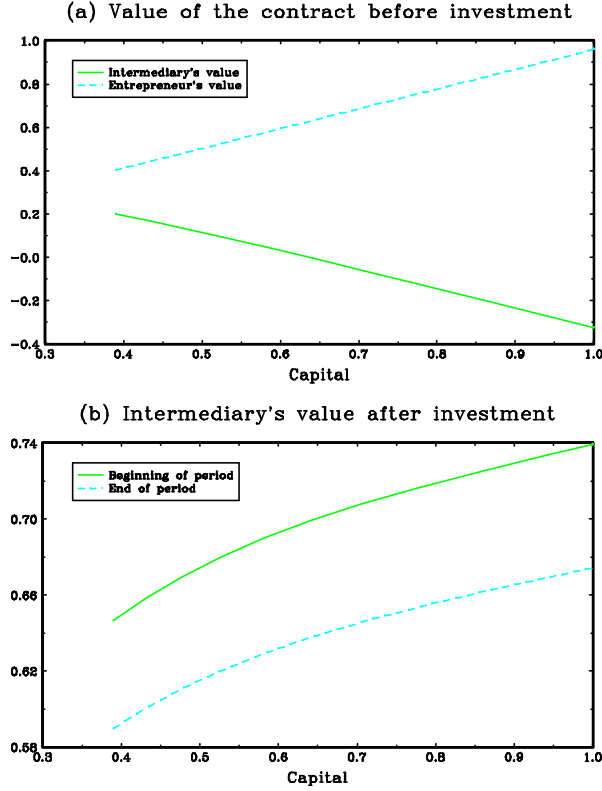 (a) Value of the contract before investment
1.0
0.8
0.6
0.4
0.2
-0.0
-0.2
-0.4
Intermediary's value
Entrepreneur's value
0.3 0.4 0.5 0.6 0.7 0.8 0.9 1.0
Capital
(b) Intermediary's value after investment
0.74
0.70
0.66
0.62
0.58
Beginning of period
End of period
0.3 0.4 0.5 0.6 0.7 0.8 0.9 1.0
Capital